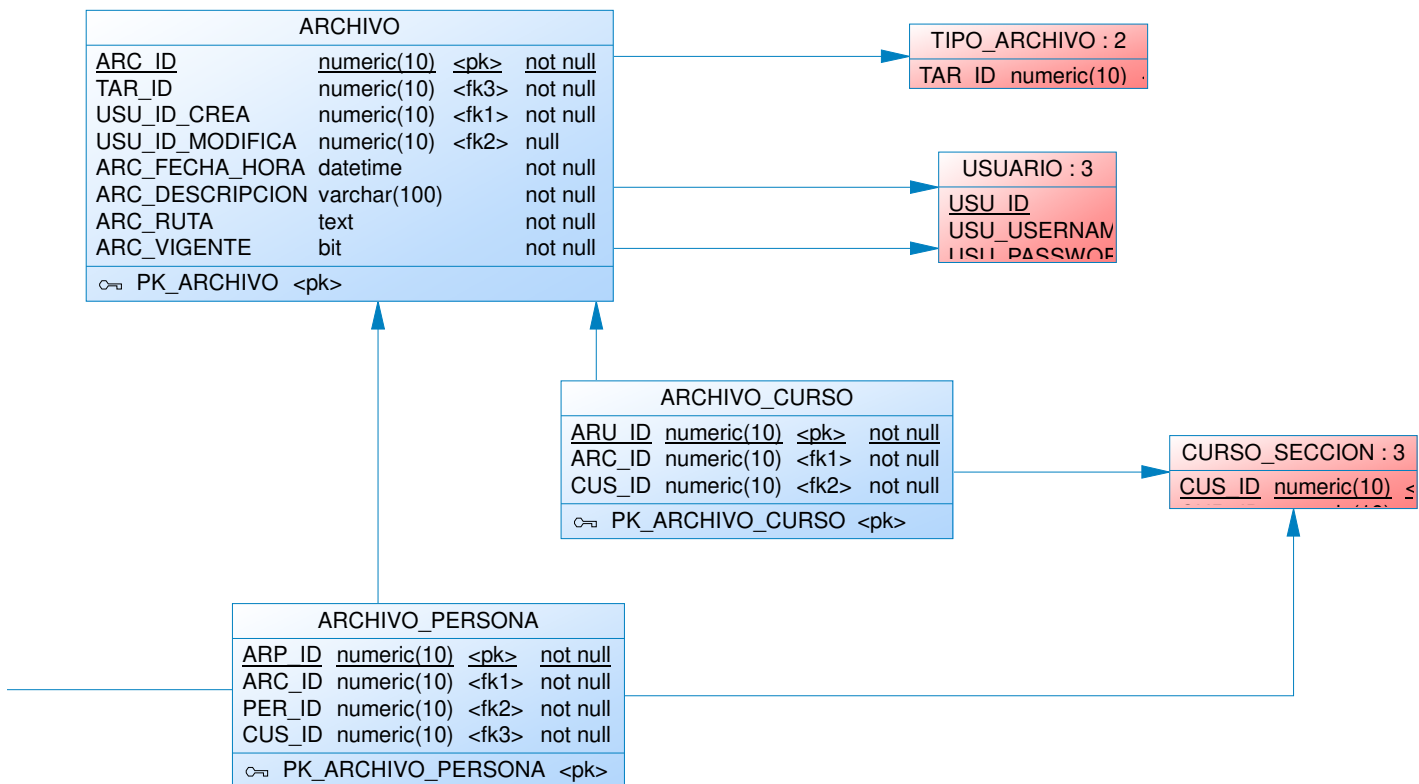 ARCHIVO
ARC_ID numeric(10) <pk> not null
TAR_ID numeric(10) <fk3> not null
USU_ID_CREA numeric(10) <fk1> not null
USU_ID_MODIFICA numeric(10) <fk2> null
ARC_FECHA_HORA datetime not null
ARC_DESCRIPCION varchar(100) not null
ARC_RUTA text not null
ARC_VIGENTE bit not null
PK_ARCHIVO <pk>
TIPO_ARCHIVO : 2
TAR_ID numeric(10)
USUARIO : 3
USU_ID
USU_USERNAM
USU_PASSWOR
ARCHIVO_CURSO
ARU_ID numeric(10) <pk> not null
ARC_ID numeric(10) <fk1> not null
CUS_ID numeric(10) <fk2> not null
PK_ARCHIVO_CURSO <pk>
CURSO_SECCION : 3
CUS_ID numeric(10) <
ARCHIVO_PERSONA
ARP_ID numeric(10) <pk> not null
ARC_ID numeric(10) <fk1> not null
PER_ID numeric(10) <fk2> not null
CUS_ID numeric(10) <fk3> not null
PK_ARCHIVO_PERSONA <pk>